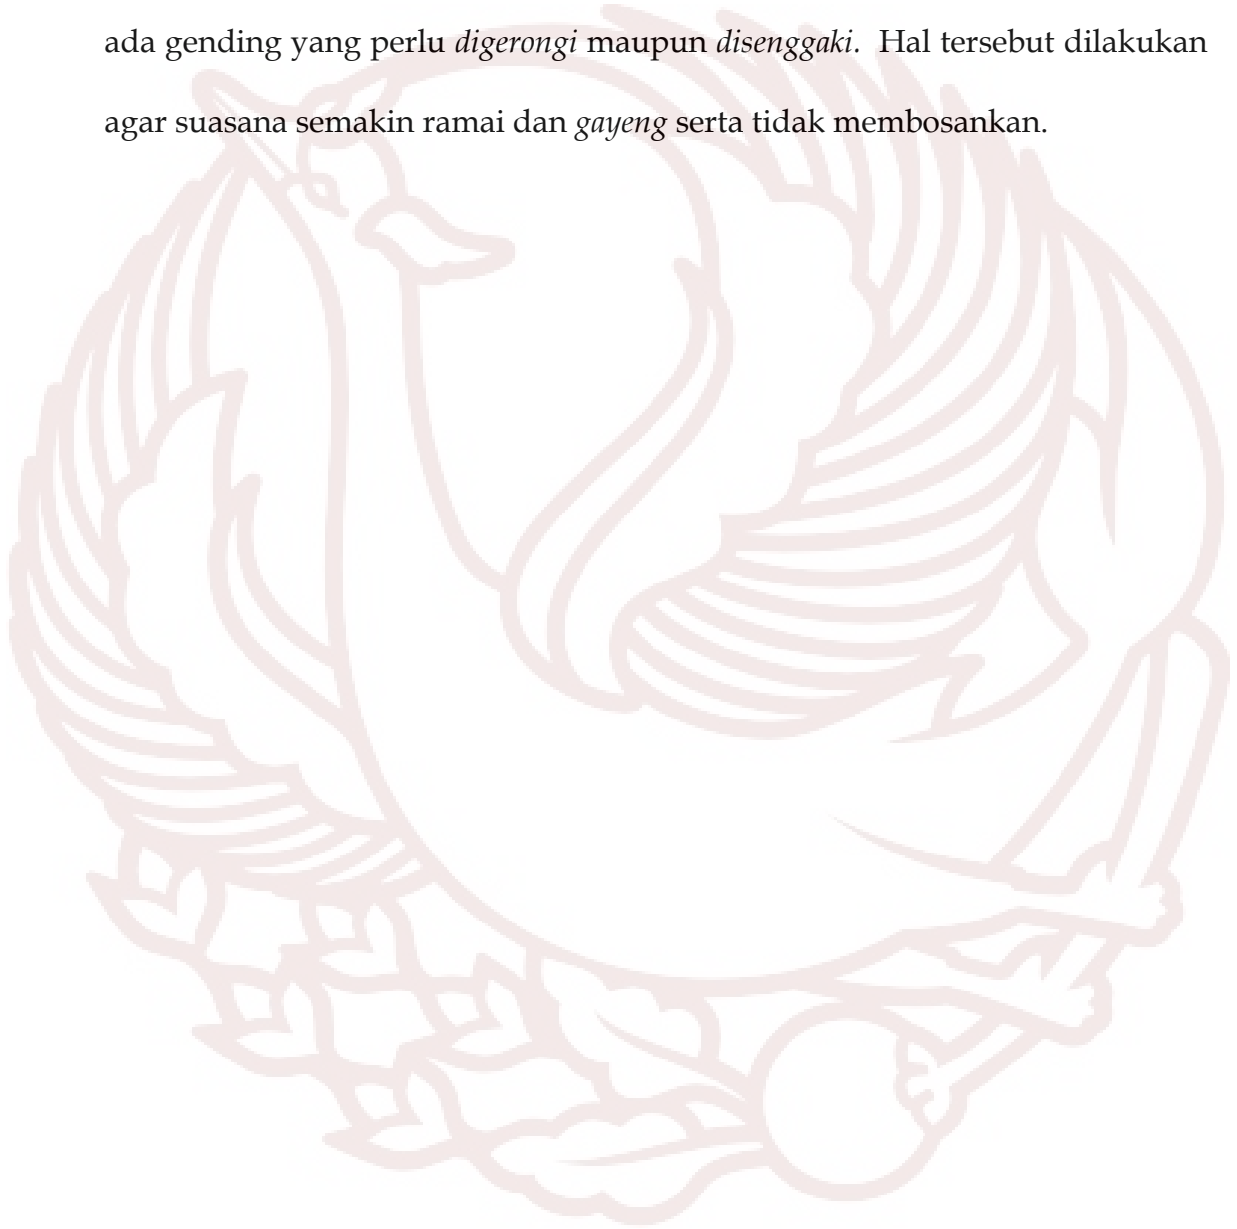 ada gending yang perlu digerongi maupun disenggaki. Hal tersebut dilakukan
agar suasana semakin ramai dan gayeng serta tidak membosankan.